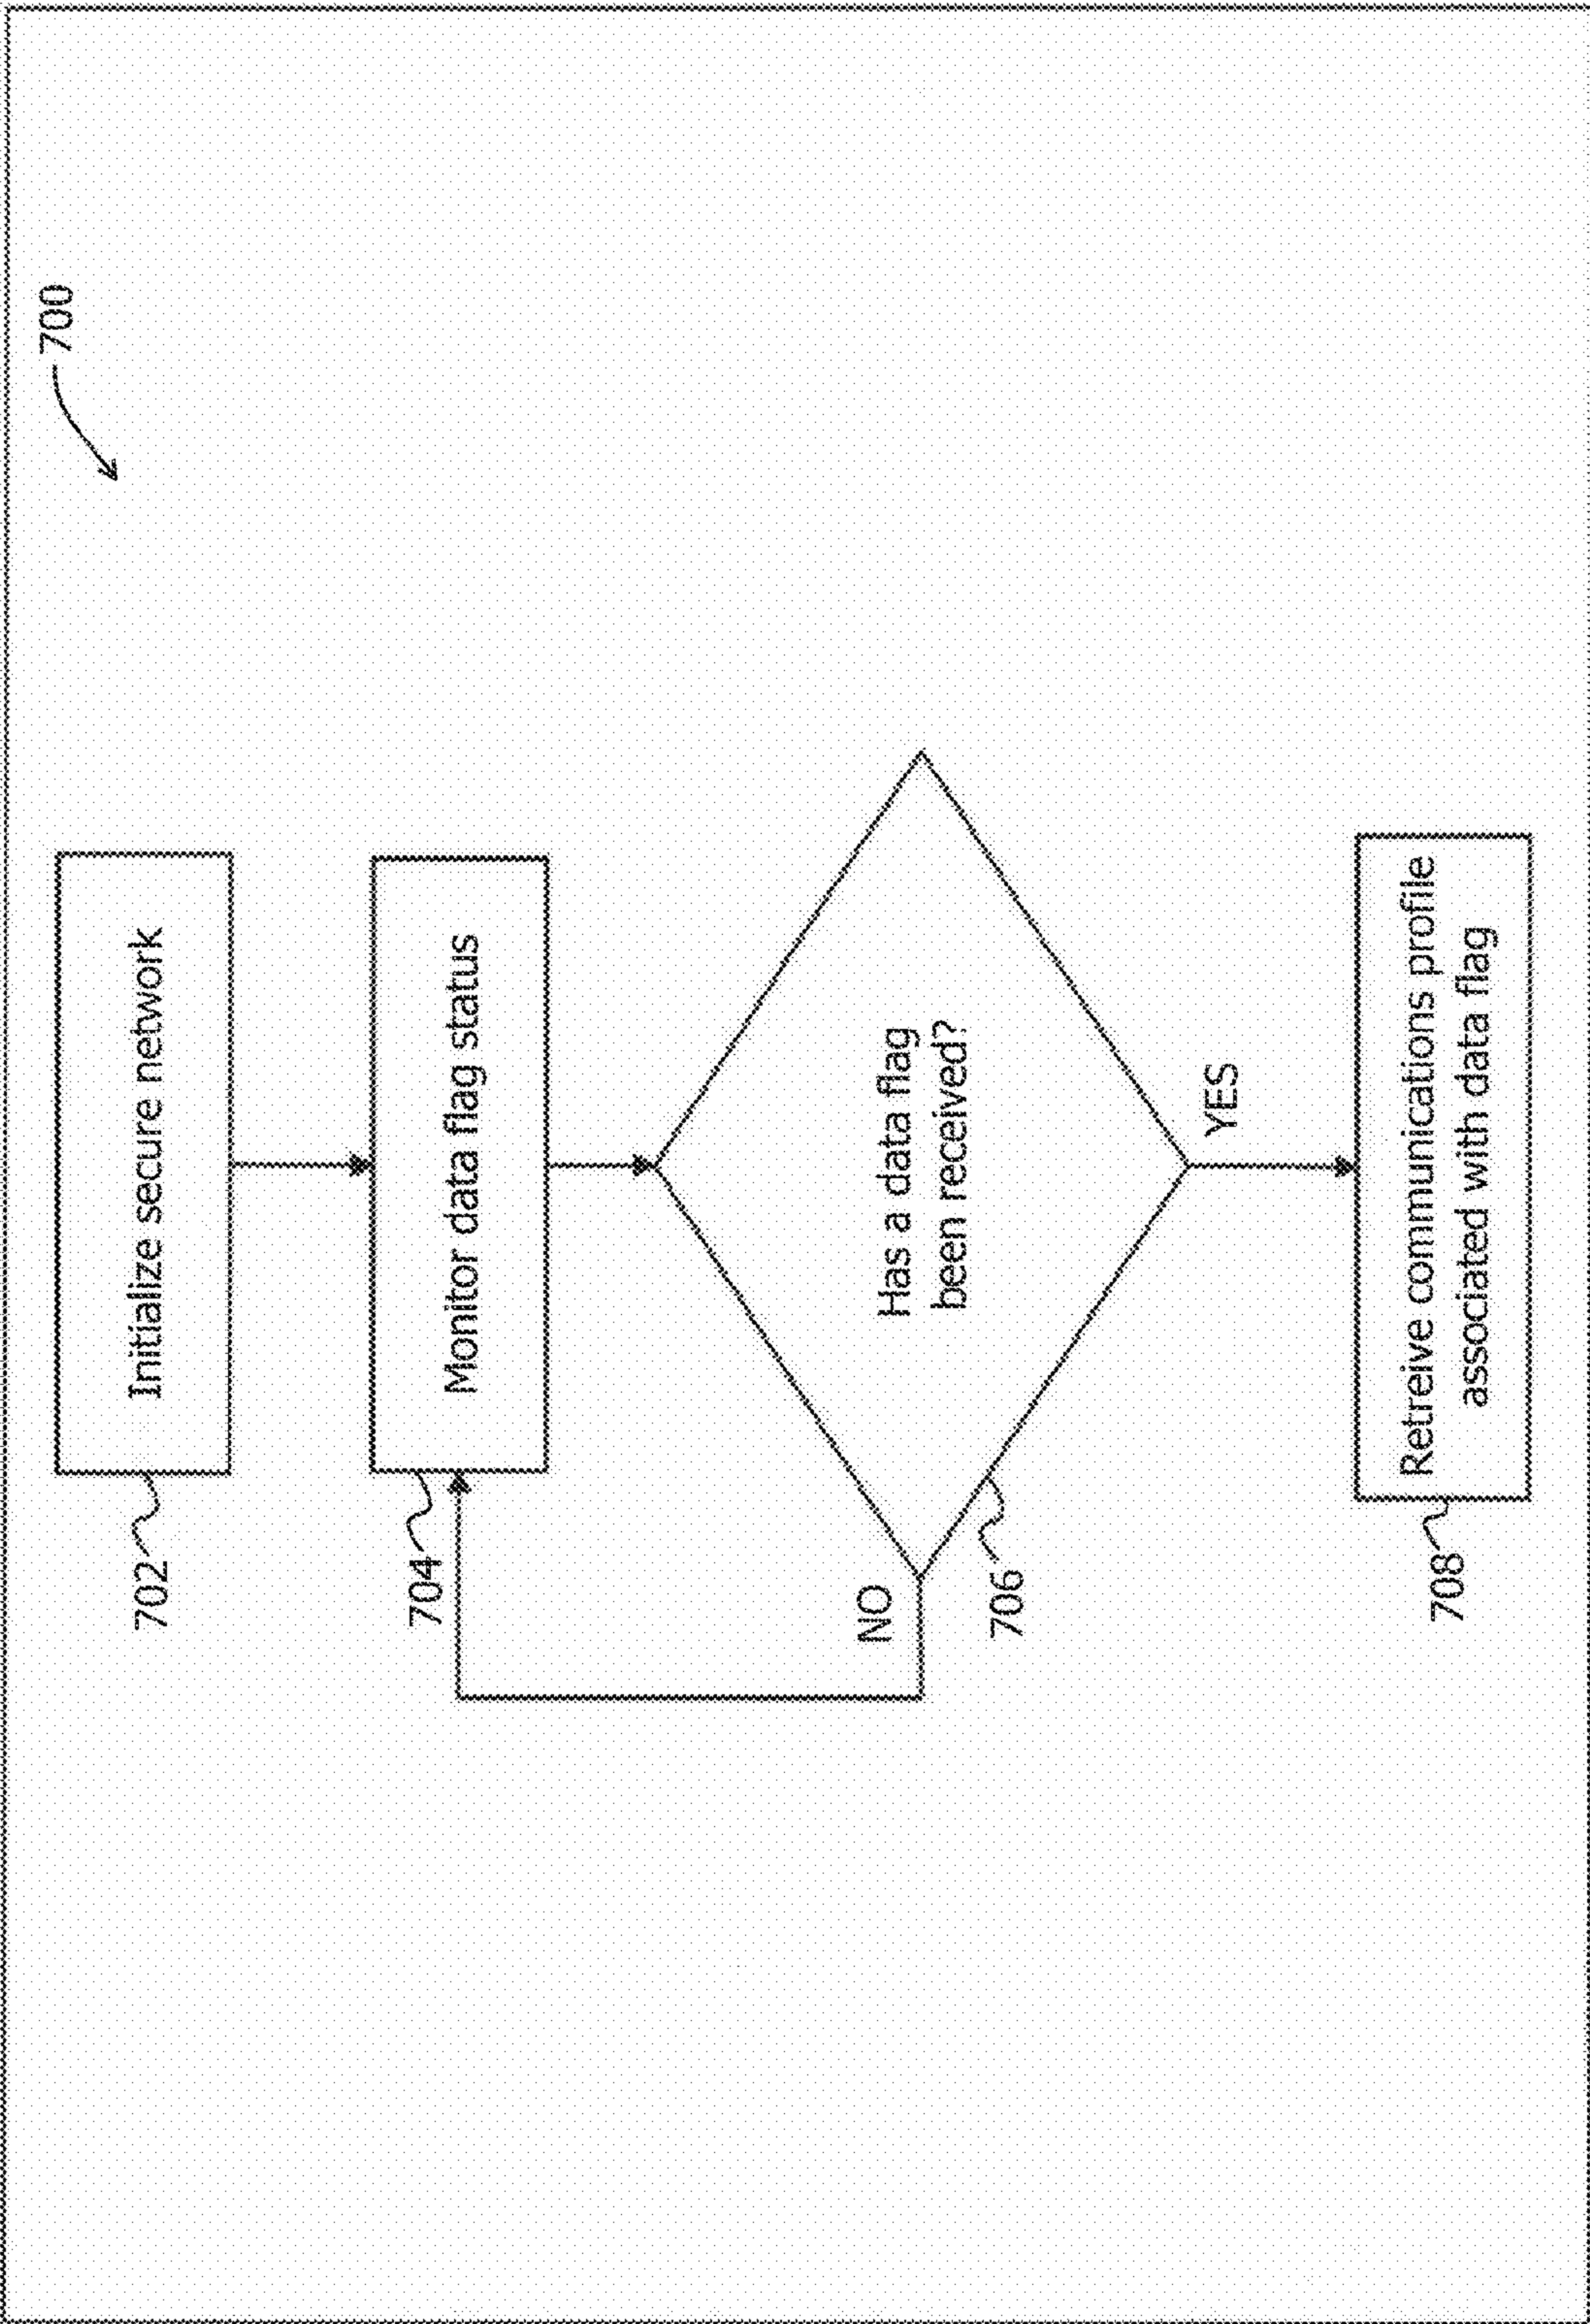 700
702
Initialize secure network
704
Monitor data flag status
Has a data flag
been received?
NO
706
YES
708
Retreive communications profile
associated with data flag